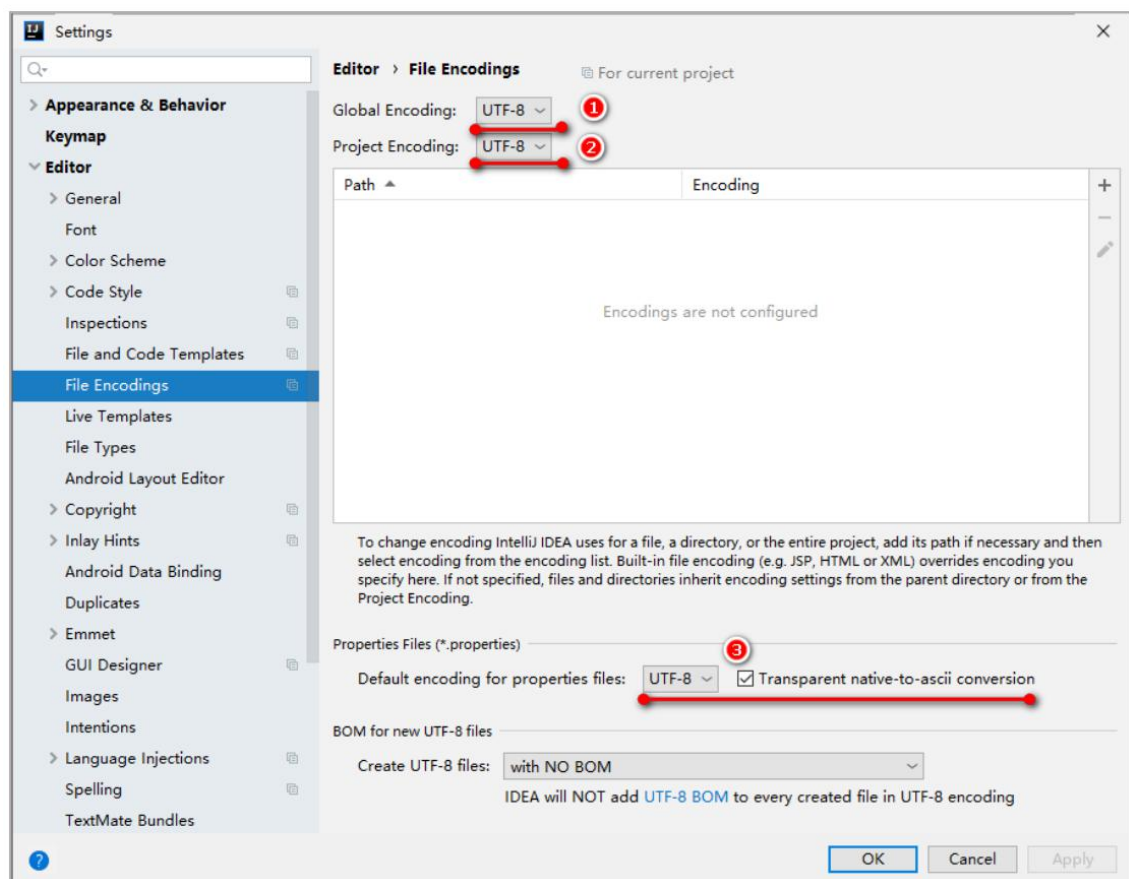 Settings
Editor › File Encodings
For current project
Appearance & Behavior
Keymap
Editor
General
Font
Color Scheme
Code Style
Inspections
File and Code Templates
File Encodings
Live Templates
File Types
Android Layout Editor
Copyright
Inlay Hints
Android Data Binding
Duplicates
Emmet
GUI Designer
Images
Intentions
Language Injections
Spelling
TextMate Bundles
Global Encoding: UTF-8 1
Project Encoding: UTF-8 2
Path Encoding
Encodings are not configured
To change encoding IntelliJ IDEA uses for a file, a directory, or the entire project, add its path if necessary and then
select encoding from the encoding list. Built-in file encoding (e.g. JSP, HTML or XML) overrides encoding you
specify here. If not specified, files and directories inherit encoding settings from the parent directory or from the
Project Encoding.
Properties Files (*.properties)
3
Default encoding for properties files: UTF-8 Transparent native-to-ascii conversion
BOM for new UTF-8 files
Create UTF-8 files: with NO BOM
IDEA will NOT add UTF-8 BOM to every created file in UTF-8 encoding
?
OK Cancel Apply